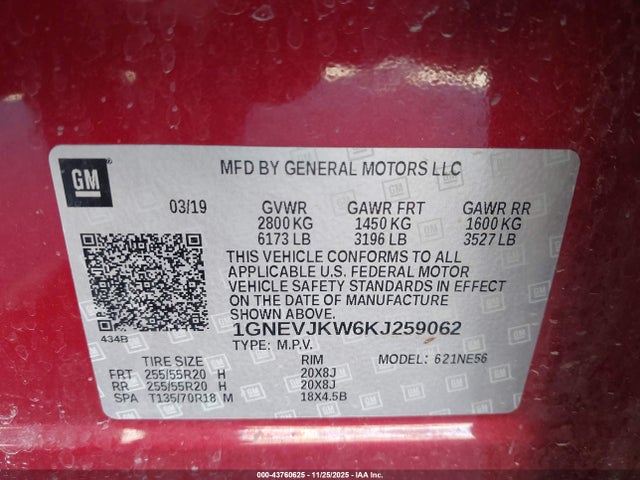 GM
MFD BY GENERAL MOTORS LLC
03/19 GVWR GAWR FRT GAWR RR
2800 KG 1450 KG 1600 KG
6173 LB 3196 LB 3527 LB
THIS VEHICLE CONFORMS TO ALL
APPLICABLE U.S. FEDERAL MOTOR
VEHICLE SAFETY STANDARDS IN EFFECT
ON THE DATE OF MANUFACTURE
SHOWN ABOVE.
1GNEVJKW6KJ259062
434B TYPE: M.P.V.
TIRE SIZE RIM MODEL: 621NE56
FRT 255/55R20 H 20X8J
RR 255/55R20 H 20X8J
SPA T135/70R18 M 18X4.5B
000-43760625 - 11/25/2025 - IAA Inc.